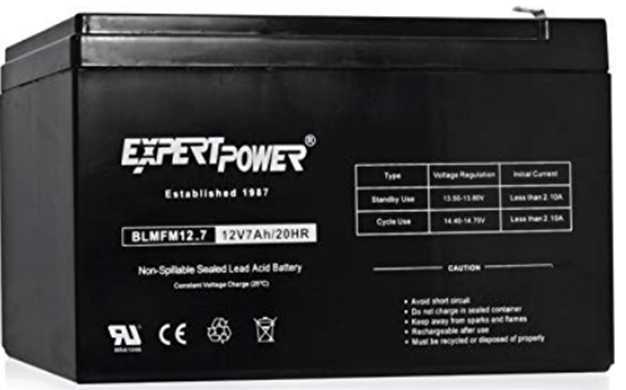 EXPERTPOWER®
Established 1987
BLMFM12.7 12V7Ah/20HR
Non-Spillable Sealed Lead Acid Battery
Constant Voltage Charge (25°C)
Type Voltage Regulation Initial Current
Standby Use 13.50-13.80V Less than 2.10A
Cycle Use 14.40-14.70V Less than 2.10A
CAUTION
• Avoid short circuit
• Do not charge in sealed container
• Keep away from sparks and flames
• Rechargeable after use
• Must be recycled or disposed of properly
CE
Pb